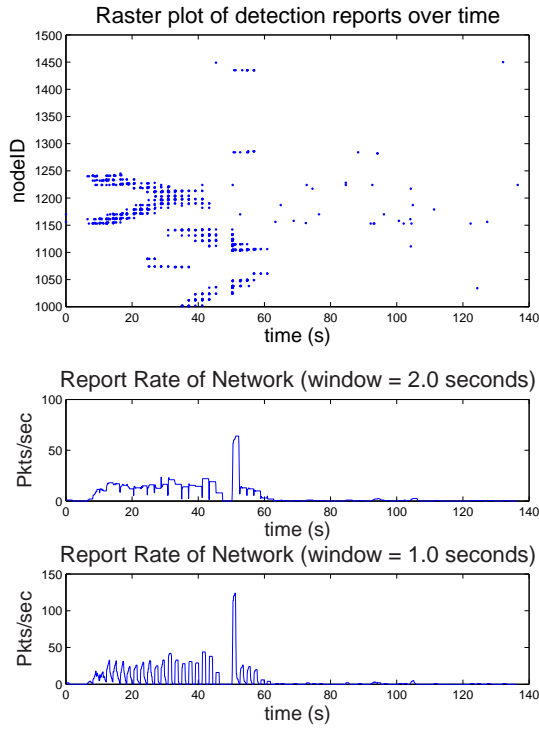 Raster plot of detection reports over time
1500
1450
1400
1350
1300
1250
1200
1150
1100
1050
1000
nodeID
0 20 40 60 80 100 120 140
time (s)
Report Rate of Network (window = 2.0 seconds)
100
50
0
Pkts/sec
0 20 40 60 80 100 120 140
time (s)
Report Rate of Network (window = 1.0 seconds)
150
100
50
0
Pkts/sec
0 20 40 60 80 100 120 140
time (s)